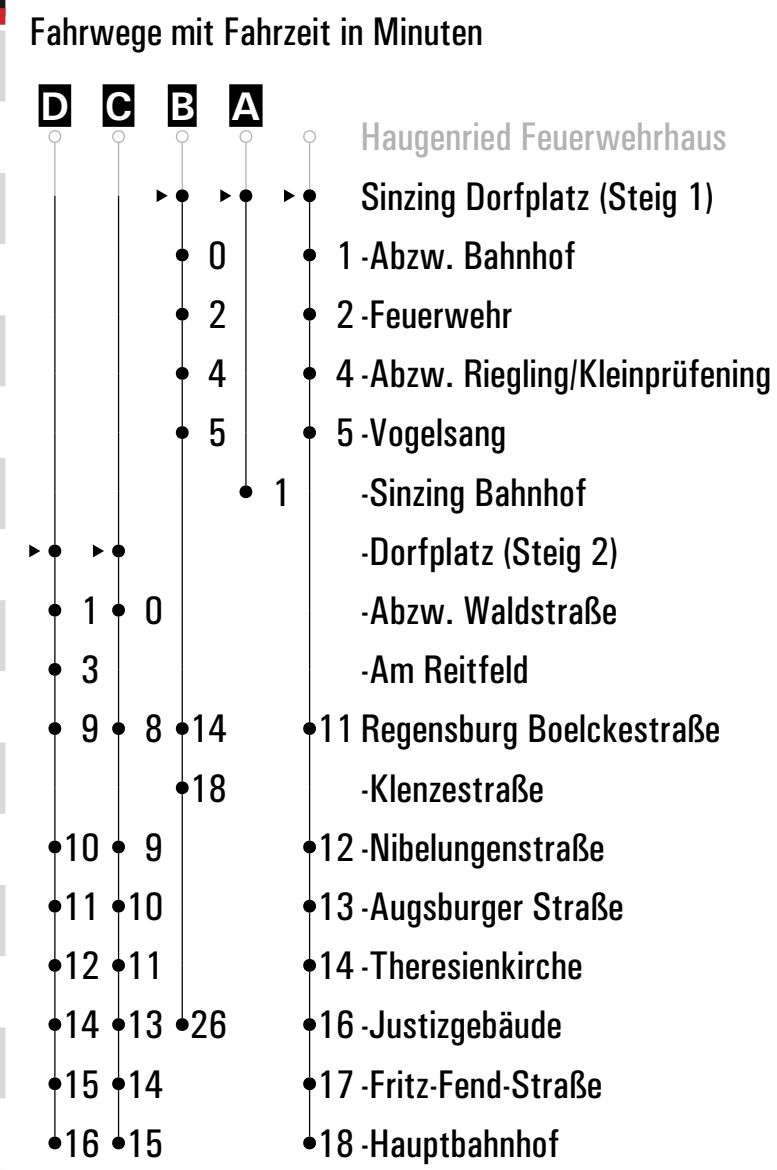 Fahrwege mit Fahrzeit in Minuten
D C B A
Haugenried Feuerwehrhaus
Sinzing Dorfplatz (Steig 1)
0 1 -Abzw. Bahnhof
2 2 -Feuerwehr
4 4 -Abzw. Riegling/Kleinprüfening
5 5 -Vogelsang
1 -Sinzing Bahnhof
-Dorfplatz (Steig 2)
1 0 -Abzw. Waldstraße
3 -Am Reitfeld
9 8 14 11 Regensburg Boelckestraße
18 -Klenzestraße
10 9 12 -Nibelungenstraße
11 10 13 -Augsburger Straße
12 11 14 -Theresienkirche
14 13 26 16 -Justizgebäude
15 14 17 -Fritz-Fend-Straße
16 15 18 -Hauptbahnhof